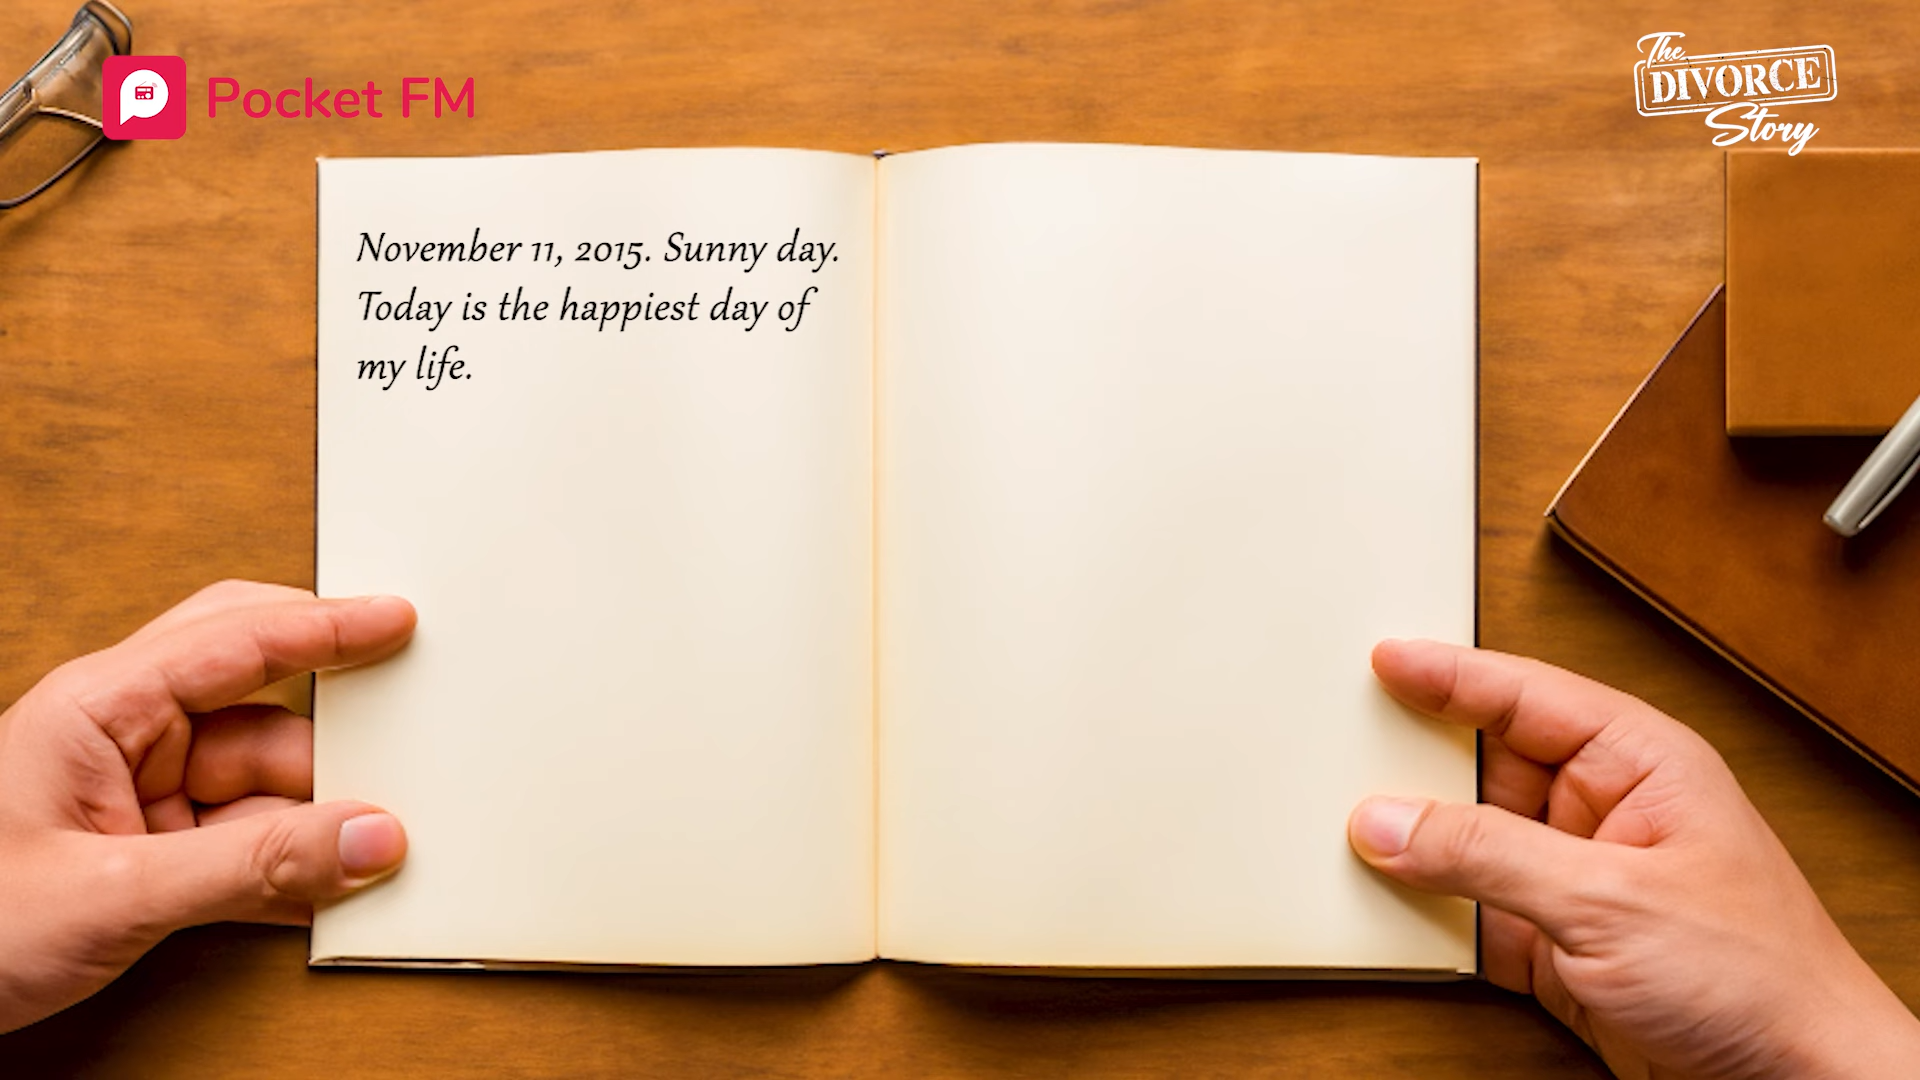 Pocket FM
The
DIVORCE
Story
November 11, 2015. Sunny day.
Today is the happiest day of
my life.